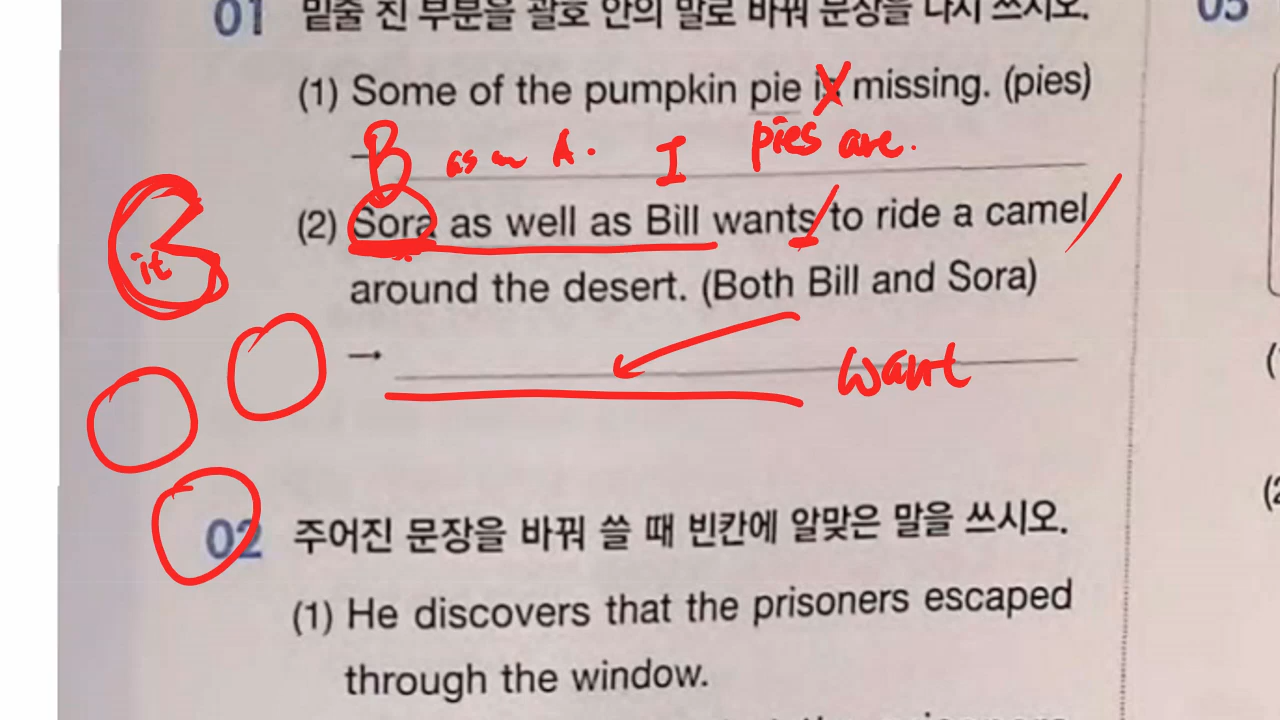 01 밑줄 친 부분을 괄호 안의 말로 바꿔 문장을 다시 쓰시오. 05
(1) Some of the pumpkin pie is missing. (pies)
B as A. I pies are.
(2) Sora as well as Bill wants to ride a camel
it
around the desert. (Both Bill and Sora)
→ want
02 주어진 문장을 바꿔 쓸 때 빈칸에 알맞은 말을 쓰시오.
(1) He discovers that the prisoners escaped
through the window.